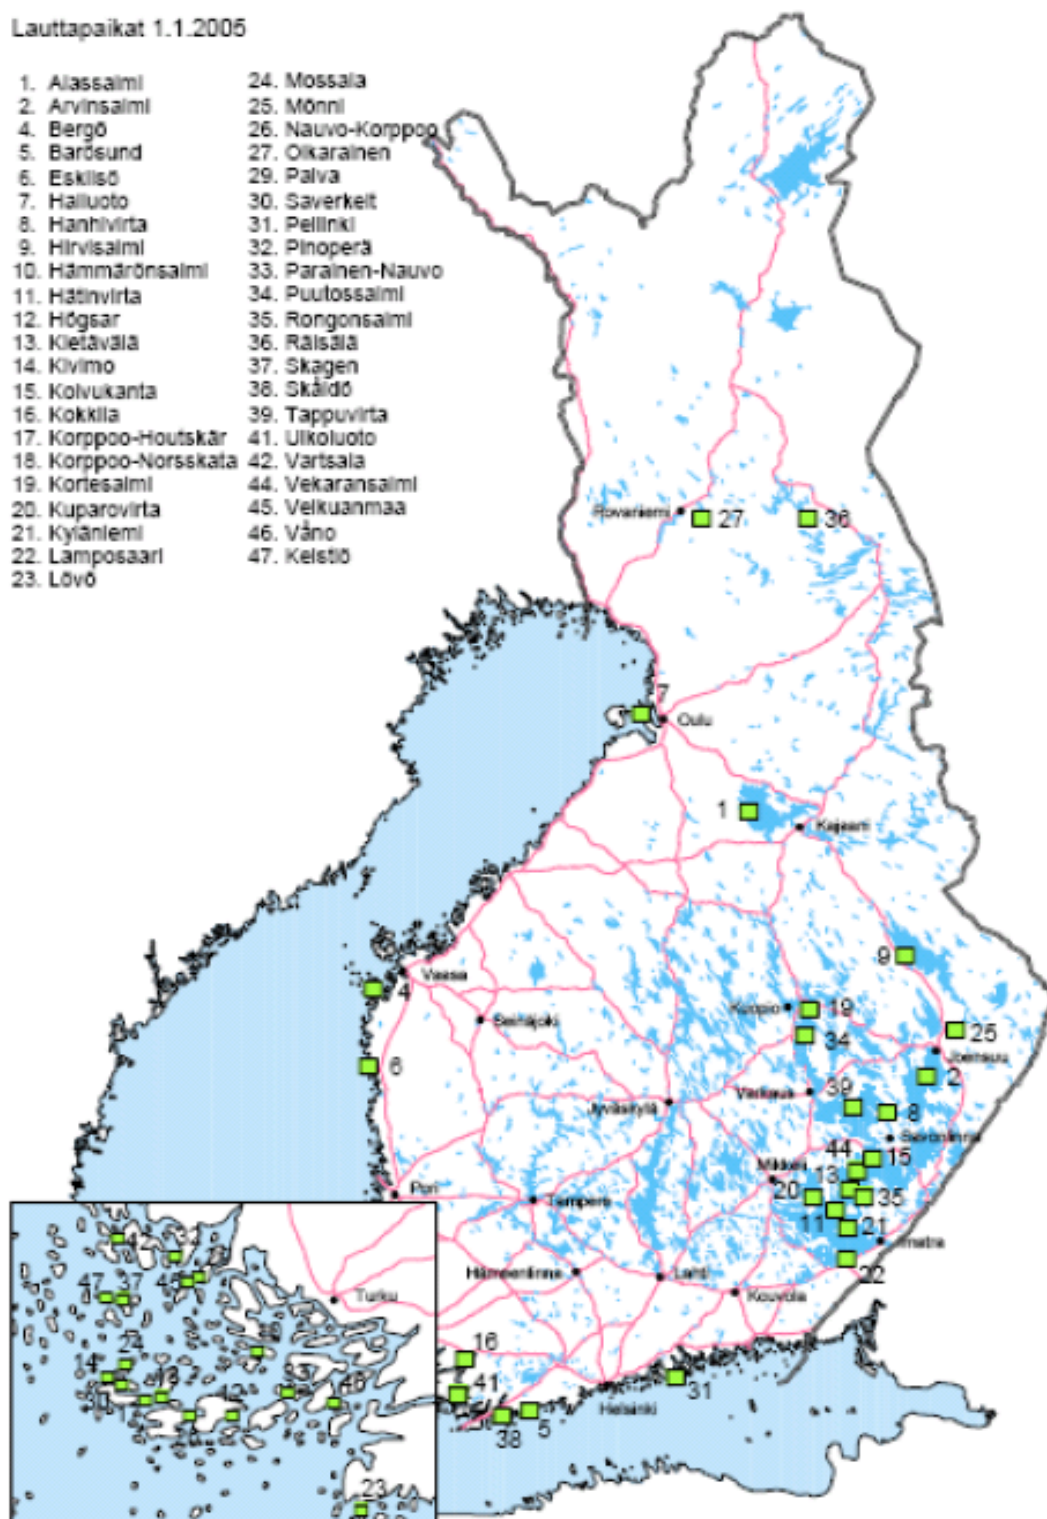 Lauttapaikat 1.1.2005
1. Alassalmi
2. Arvinsalmi
4. Bergö
5. Barösund
6. Eskilsö
7. Hailuoto
8. Hanhivirta
9. Hirvisalmi
10. Hämmärönsalmi
11. Hätinvirta
12. Högsar
13. Kietävälä
14. Kivimo
15. Koivukanta
16. Kokkila
17. Korppoo-Houtskär
18. Korppoo-Norsskata
19. Kortesalmi
20. Kuparovirta
21. Kyläniemi
22. Lamposaari
23. Lövö
24. Mossala
25. Mönni
26. Nauvo-Korppoo
27. Oikarainen
29. Palva
30. Saverkeit
31. Pellinki
32. Pinoperä
33. Parainen-Nauvo
34. Puutossalmi
35. Rongonsalmi
36. Räisälä
37. Skagen
38. Skåldö
39. Tappuvirta
41. Ulkoluoto
42. Vartsala
44. Vekaransalmi
45. Velkuanmaa
46. Våno
47. Keistiö
Rovaniemi
27
36
7
Oulu
1
Kajaani
9
Vaasa
4
Kuopio
19
Seinäjoki
25
34
Joensuu
6
2
Varkaus
39
Jyväskylä
8
Savonlinna
44
15
Mikkeli
13
Pori
Tampere
20
35
11
21
Imatra
22
Hämeenlinna
Lahti
Kouvola
47
37
Turku
16
24
14
41
31
Helsinki
5
38
23